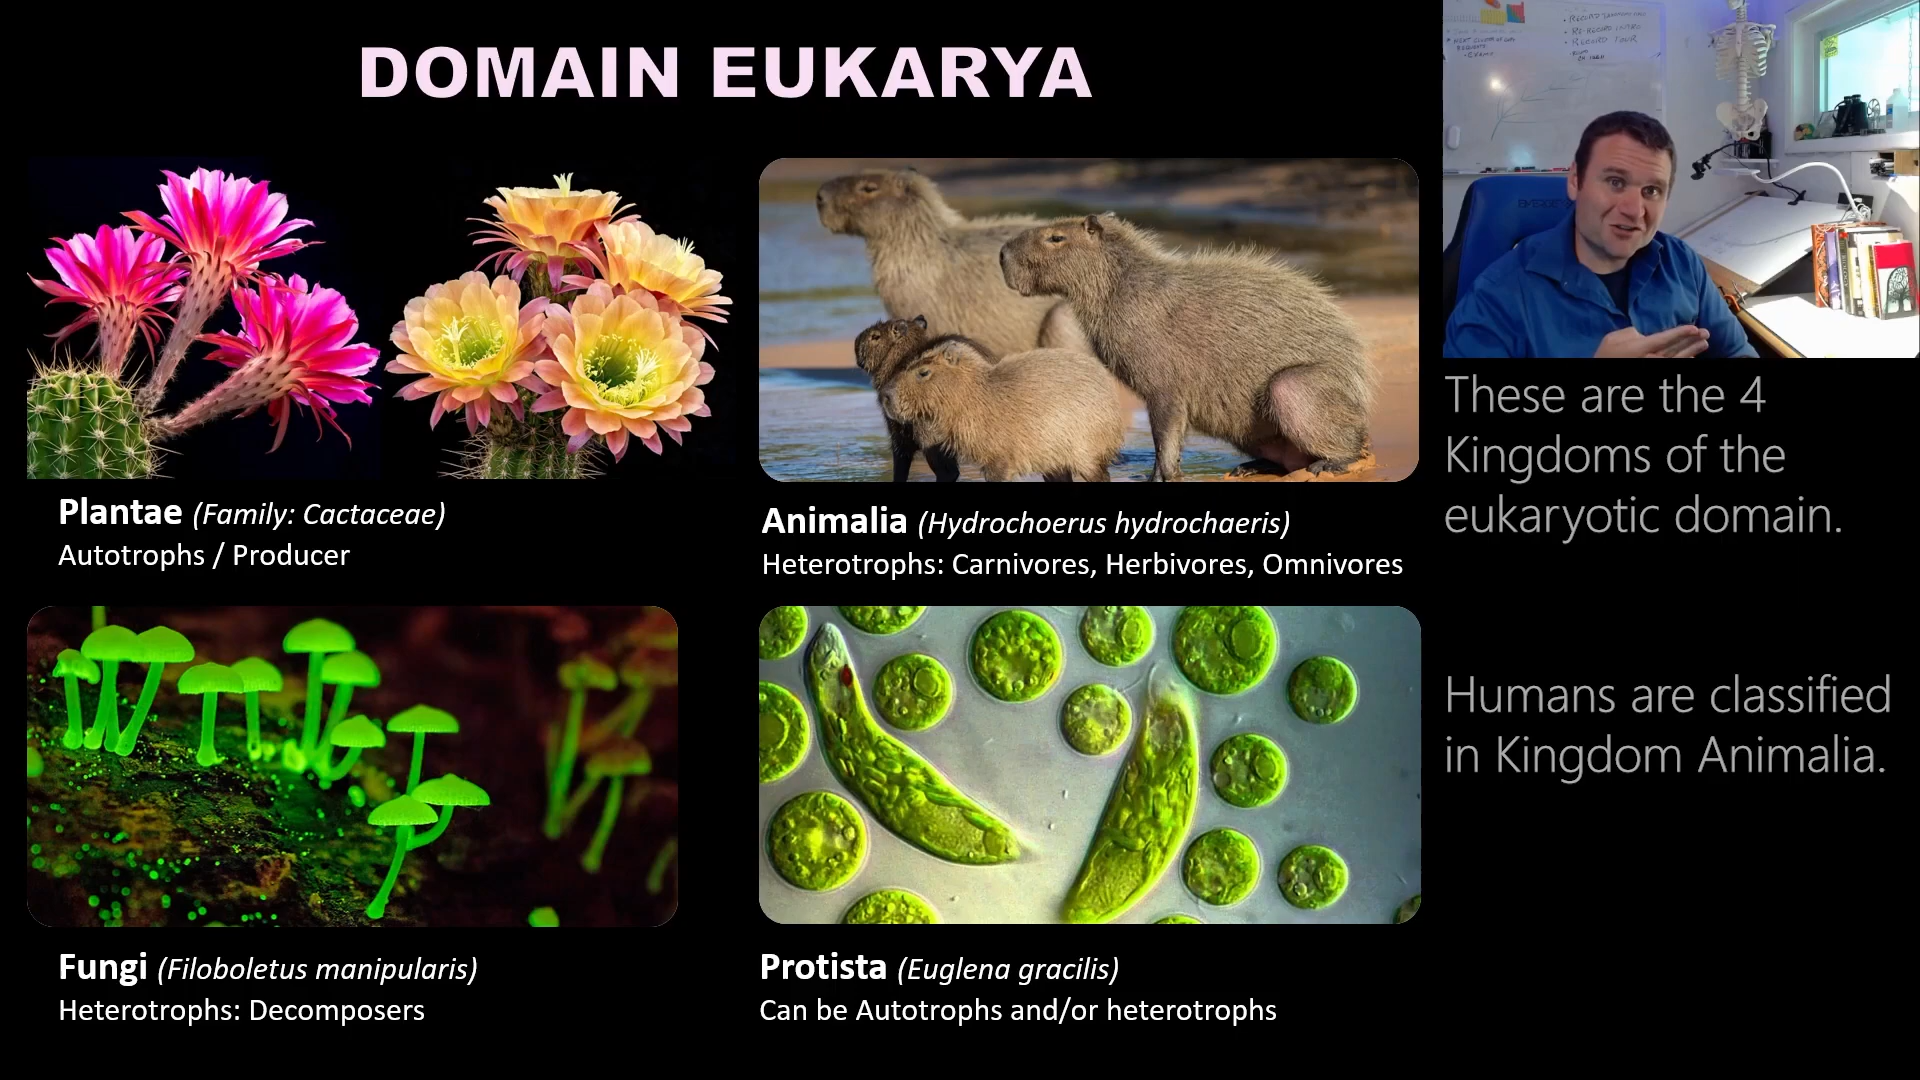 DOMAIN EUKARYA
Plantae (Family: Cactaceae)
Autotrophs / Producer
Animalia (Hydrochoerus hydrochaeris)
Heterotrophs: Carnivores, Herbivores, Omnivores
Fungi (Filoboletus manipularis)
Heterotrophs: Decomposers
Protista (Euglena gracilis)
Can be Autotrophs and/or heterotrophs
These are the 4
Kingdoms of the
eukaryotic domain.
Humans are classified
in Kingdom Animalia.